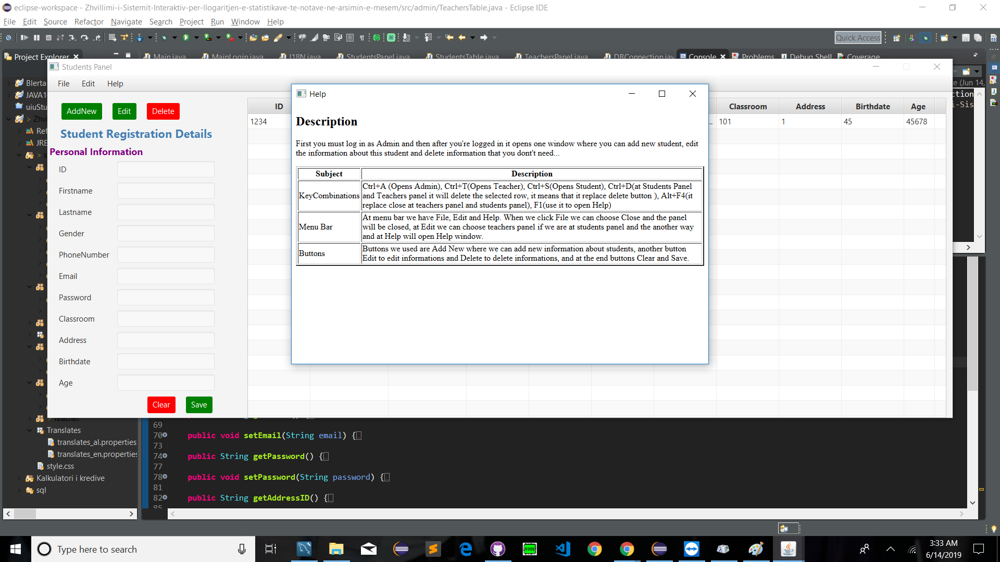 eclipse-workspace - Zhvillimi-i-Sistemit-Interaktiv-per-llogaritjen-e-statistikave-te-notave-ne-arsimin-e-mesem/src/admin/TeachersTable.java - Eclipse IDE
File Edit Source Refactor Navigate Search Project Run Window Help
Quick Access
Project Explorer
Main.java MainLogin.java I18N.java StudentsPanel.java StudentsTable.java TeachersPanel.java DBConnection.jav Console Problems Debug Shell Coverage
Students Panel
File Edit Help
Blerta
JAVA1
uiuStu
> Zhvi
Ref
JRE
> s
e (Jun 14,
ction
i-Sis
AddNew Edit Delete
Student Registration Details
Personal Information
ID
Firstname
Lastname
Gender
PhoneNumber
Email
Password
Classroom
Address
Birthdate
Age
Clear Save
ID Classroom Address Birthdate Age
1234 .. 101 1 45 45678
Help
Description
First you must log in as Admin and then after you're logged in it opens one window where you can add new student, edit
the information about this student and delete information that you dont't need...
Subject Description
KeyCombinations
Ctrl+A (Opens Admin), Ctrl+T(Opens Teacher), Ctrl+S(Opens Student), Ctrl+D(at Students Panel
and Teachers panel it will delete the selected row, it means that it replace delete button ), Alt+F4(it
replace close at teachers panel and students panel), F1(use it to open Help)
Menu Bar
At menu bar we have File, Edit and Help. When we click File we can choose Close and the panel
will be closed, at Edit we can choose teachers panel if we are at students panel and the another way
and at Help will open Help window.
Buttons
Buttons we used are Add New where we can add new information about students, another button
Edit to edit informations and Delete to delete informations, and at the end buttons Clear and Save.
> teacher
Translates
translates_al.properties
translates_en.properties
style.css
Kalkulatori i kredive
sql
69
70 public void setEmail(String email) {
73
74 public String getPassword() {
77
78 public void setPassword(String password) {
81
82 public String getAddressID() {
85
Type here to search
3:33 AM
6/14/2019